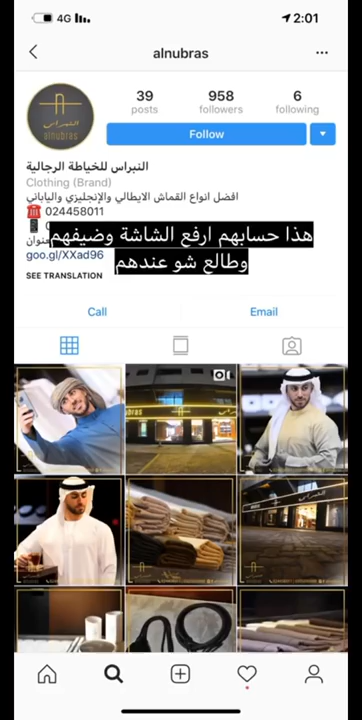 4G
2:01
alnubras
النبراس
alnubras
39
posts
958
followers
6
following
Follow
النبراس للخياطة الرجالية
Clothing (Brand)
افضل انواع القماش الايطالي والإنجليزي والياباني
024458011
هذا حسابهم ارفع الشاشة وضيفهم
وطالع شو عندهم
goo.gl/XXad96
SEE TRANSLATION
Call
Email